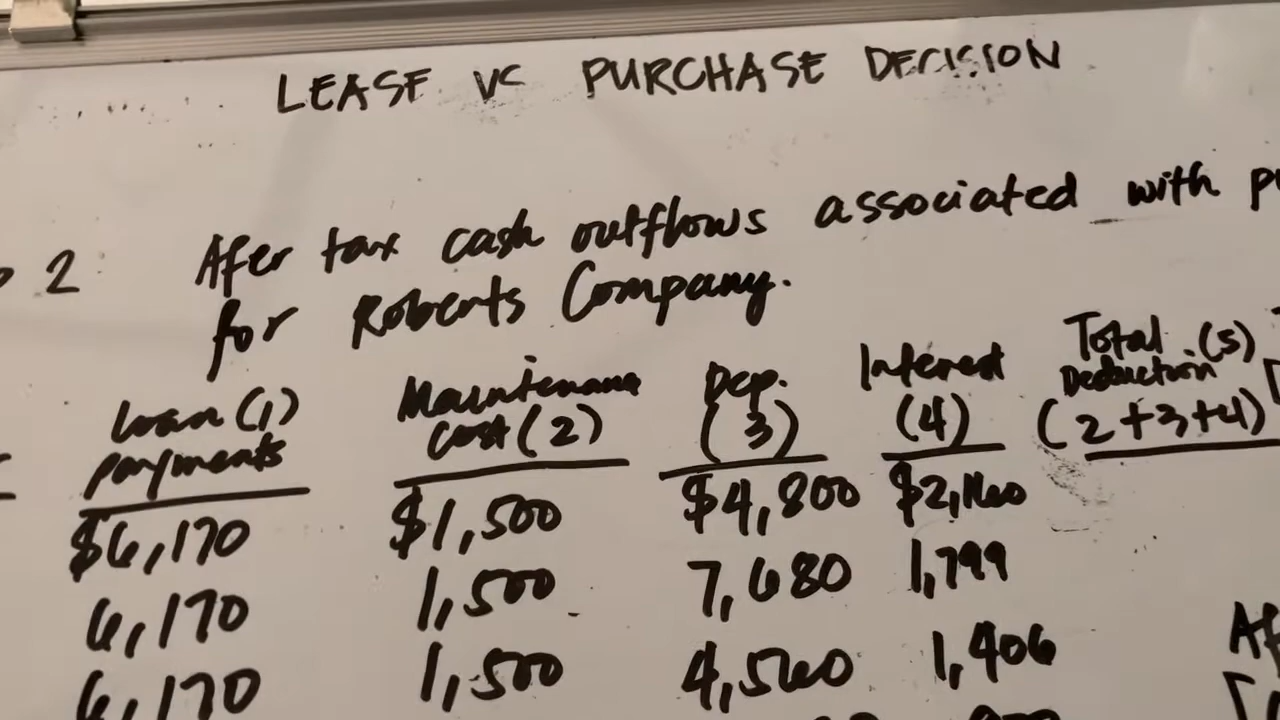 LEASE VS PURCHASE DECISION
2 Afer tax cash outflows associated with
for Roberts Company.
Loan (1) payments
Maintenance cost (2)
Dep. (3)
Interest (4)
Total Deduction (5) (2+3+4)
$6,170 $1,500 $4,800 $2,160
6,170 1,500 7,680 1,799
6,170 1,500 4,560 1,406